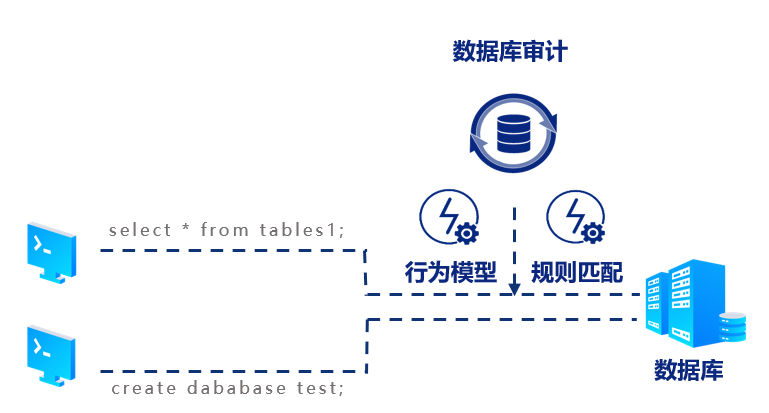 数据库审计
select * from tables1;
行为模型
规则匹配
数据库
create dababase test;